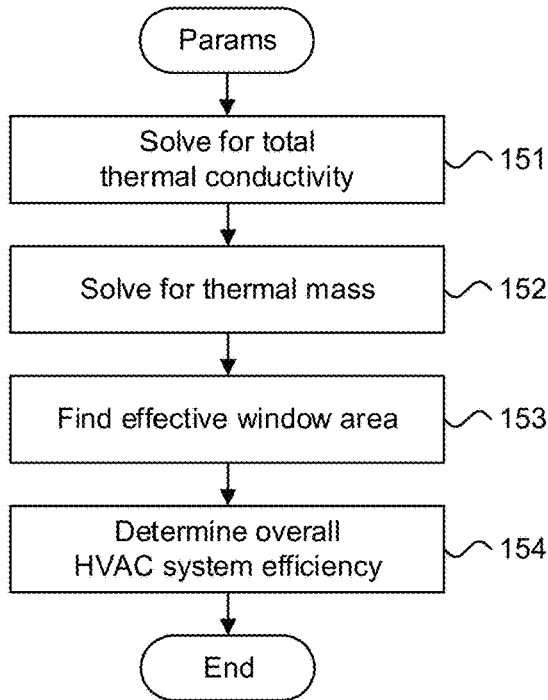 Params
Solve for total
thermal conductivity
151
Solve for thermal mass
152
Find effective window area
153
Determine overall
HVAC system efficiency
154
End